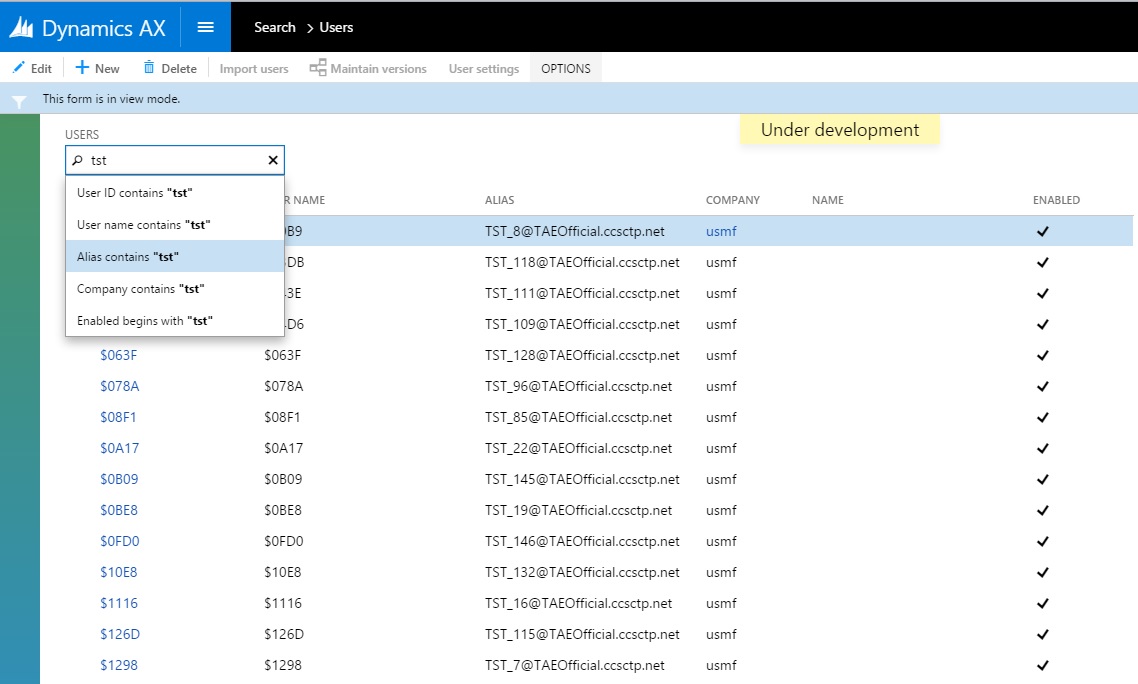 Dynamics AX Search > Users
Edit New Delete Import users Maintain versions User settings OPTIONS
This form is in view mode.
Under development
USERS
tst
User ID contains "tst"
User name contains "tst"
Alias contains "tst"
Company contains "tst"
Enabled begins with "tst"
R NAME ALIAS COMPANY NAME ENABLED
0B9 TST_8@TAEOfficial.ccsctp.net usmf
DB TST_118@TAEOfficial.ccsctp.net usmf
3E TST_111@TAEOfficial.ccsctp.net usmf
D6 TST_109@TAEOfficial.ccsctp.net usmf
$063F $063F TST_128@TAEOfficial.ccsctp.net usmf
$078A $078A TST_96@TAEOfficial.ccsctp.net usmf
$08F1 $08F1 TST_85@TAEOfficial.ccsctp.net usmf
$0A17 $0A17 TST_22@TAEOfficial.ccsctp.net usmf
$0B09 $0B09 TST_145@TAEOfficial.ccsctp.net usmf
$0BE8 $0BE8 TST_19@TAEOfficial.ccsctp.net usmf
$0FD0 $0FD0 TST_146@TAEOfficial.ccsctp.net usmf
$10E8 $10E8 TST_132@TAEOfficial.ccsctp.net usmf
$1116 $1116 TST_16@TAEOfficial.ccsctp.net usmf
$126D $126D TST_115@TAEOfficial.ccsctp.net usmf
$1298 $1298 TST_7@TAEOfficial.ccsctp.net usmf